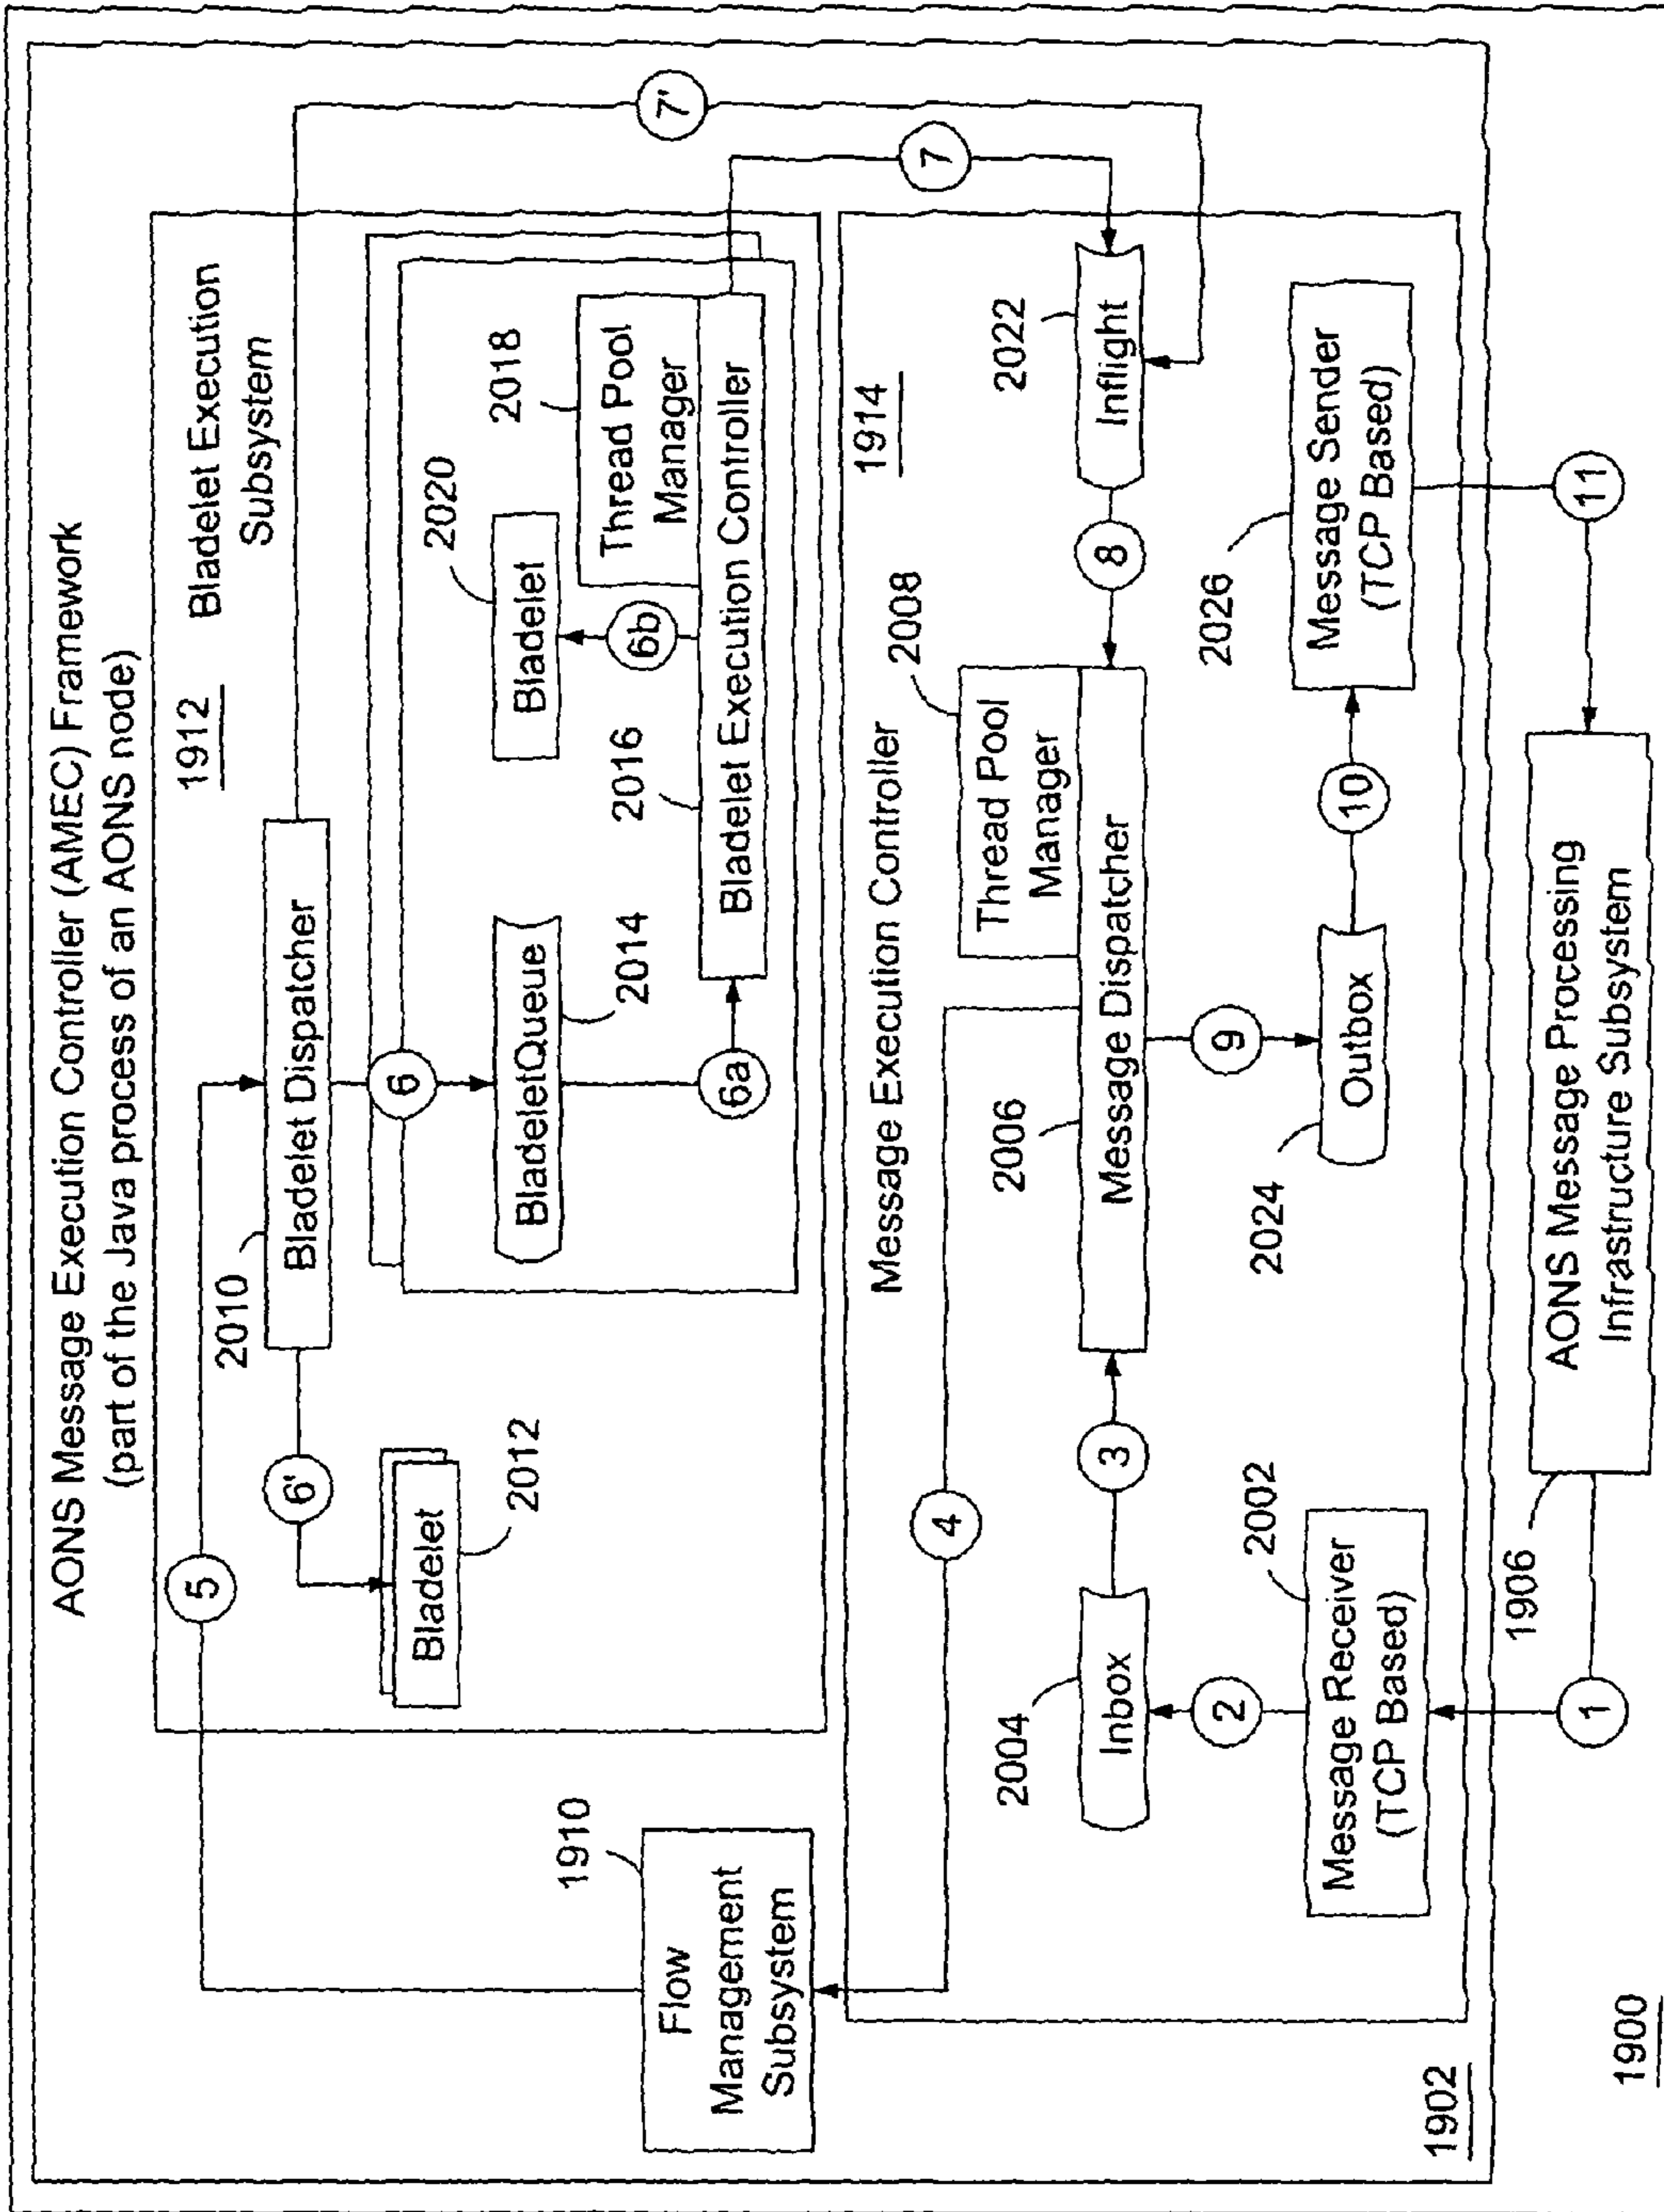 AONS Message Execution Controller (AMEC) Framework
(part of the Java process of an AONS node)
1912
Bladelet Execution
Subsystem
5
2010
Bladelet Dispatcher
6'
Bladelet
2012
6
BladeletQueue
2014
6a
2016
Bladelet Execution Controller
Thread Pool
Manager
2018
6b
Bladelet
2020
7'
7
1910
Flow
Management
Subsystem
Message Execution Controller
1914
4
2006
Message Dispatcher
Thread Pool
Manager
2008
8
Inflight
2022
3
2004
Inbox
2
Message Receiver
(TCP Based)
2002
9
Outbox
2024
10
Message Sender
(TCP Based)
2026
1902
1
1906
AONS Message Processing
Infrastructure Subsystem
11
1900